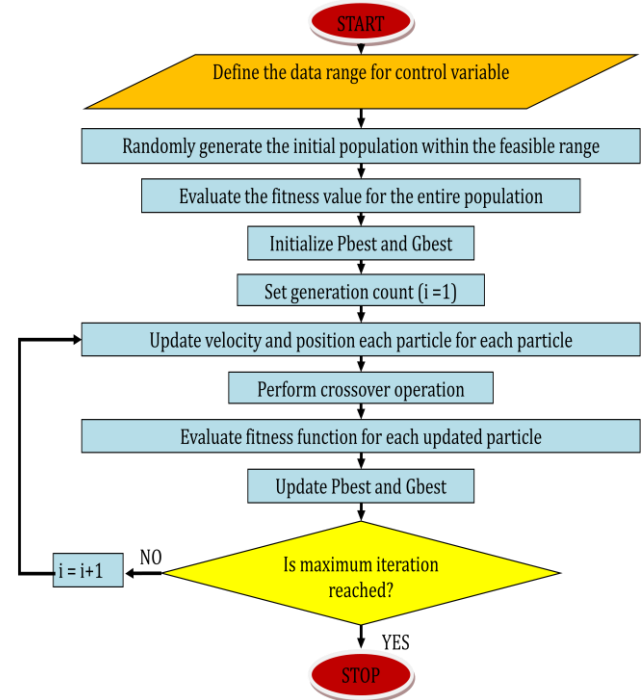 START
Define the data range for control variable
Randomly generate the initial population within the feasible range
Evaluate the fitness value for the entire population
Initialize Pbest and Gbest
Set generation count (i =1)
Update velocity and position each particle for each particle
Perform crossover operation
Evaluate fitness function for each updated particle
Update Pbest and Gbest
Is maximum iteration
reached?
NO
i = i+1
YES
STOP